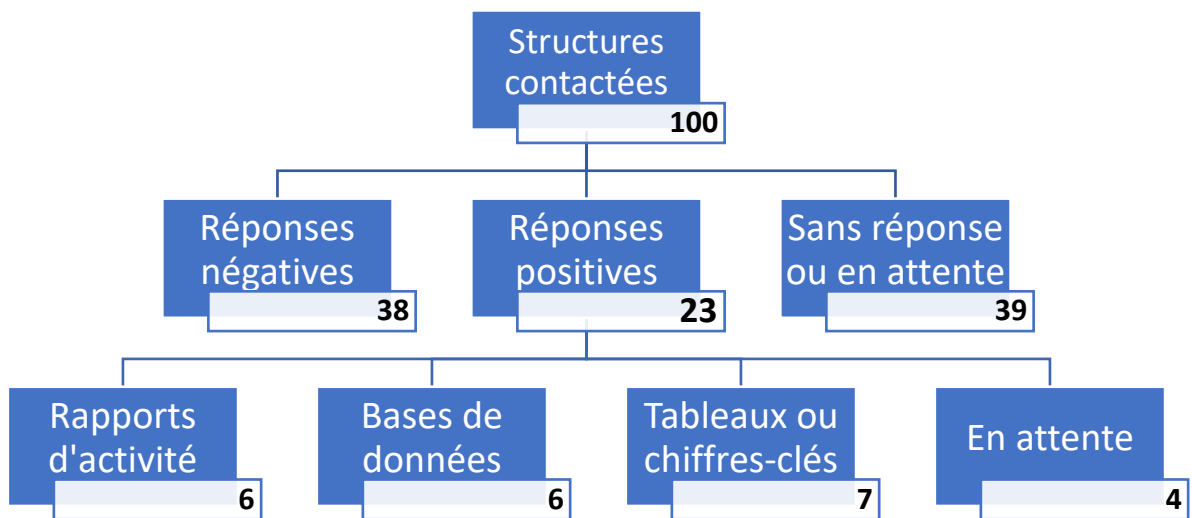 Structures
contactées
100
Réponses
négatives
38
Réponses
positives
23
Sans réponse
ou en attente
39
Rapports
d'activité
6
Bases de
données
6
Tableaux ou
chiffres-clés
7
En attente
4